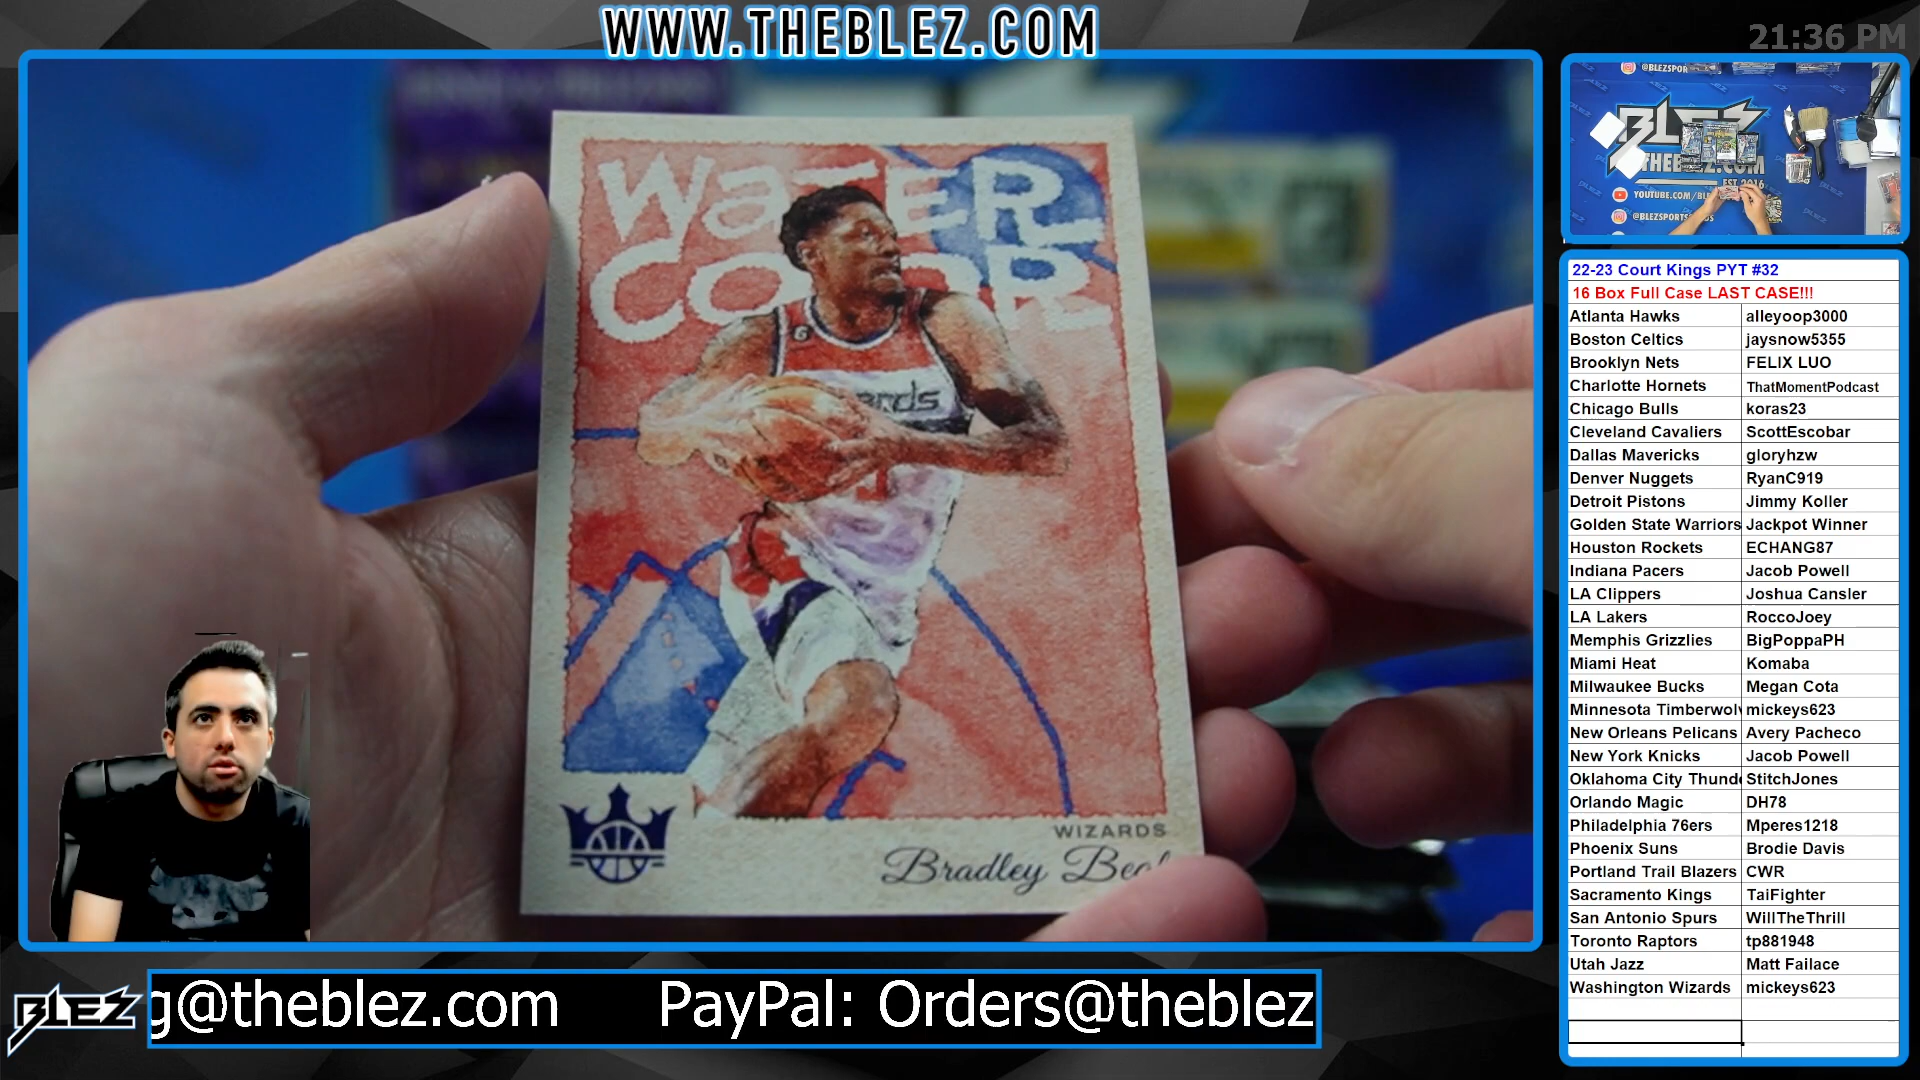 WWW.THEBLEZ.COM
21:36 PM
WaTER
COLOR
6
WIZARDS
Bradley Beal
@BLEZSPOR
BLEZ
THEBLEZ.COM
EST. 2016
YOUTUBE.COM/BL
@BLEZSPORTS
22-23 Court Kings PYT #32
16 Box Full Case LAST CASE!!!
Atlanta Hawks alleyoop3000
Boston Celtics jaysnow5355
Brooklyn Nets FELIX LUO
Charlotte Hornets ThatMomentPodcast
Chicago Bulls koras23
Cleveland Cavaliers ScottEscobar
Dallas Mavericks gloryhzw
Denver Nuggets RyanC919
Detroit Pistons Jimmy Koller
Golden State Warriors Jackpot Winner
Houston Rockets ECHANG87
Indiana Pacers Jacob Powell
LA Clippers Joshua Cansler
LA Lakers RoccoJoey
Memphis Grizzlies BigPoppaPH
Miami Heat Komaba
Milwaukee Bucks Megan Cota
Minnesota Timberwolv mickeys623
New Orleans Pelicans Avery Pacheco
New York Knicks Jacob Powell
Oklahoma City Thunde StitchJones
Orlando Magic DH78
Philadelphia 76ers Mperes1218
Phoenix Suns Brodie Davis
Portland Trail Blazers CWR
Sacramento Kings TaiFighter
San Antonio Spurs WillTheThrill
Toronto Raptors tp881948
Utah Jazz Matt Failace
Washington Wizards mickeys623
BLEZ
g@theblez.com PayPal: Orders@theblez